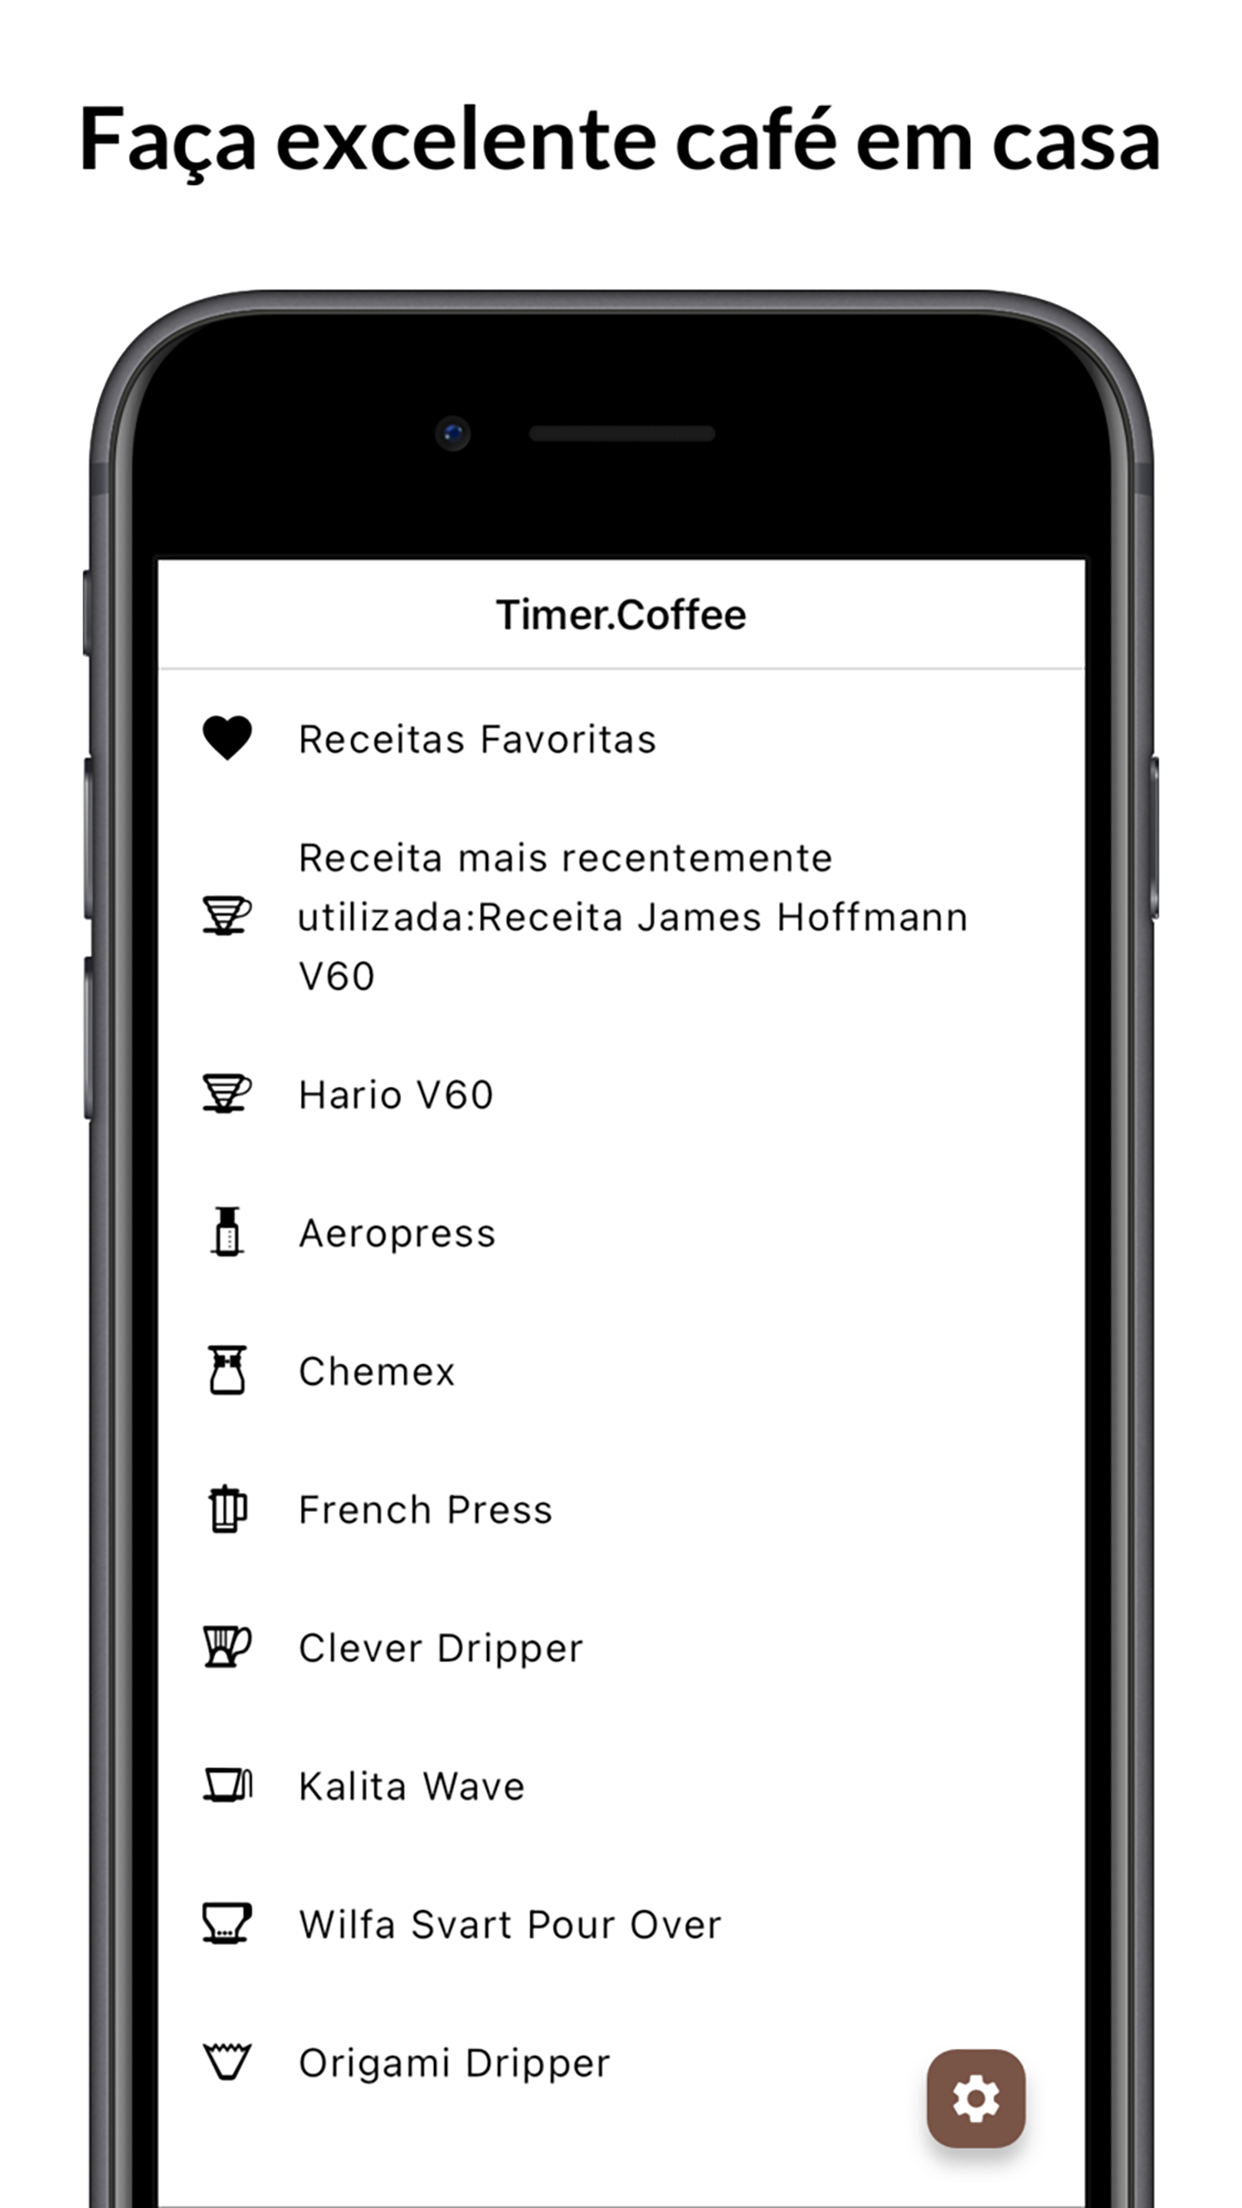 Faça excelente café em casa
Timer.Coffee
Receitas Favoritas
Receita mais recentemente
utilizada:Receita James Hoffmann
V60
Hario V60
Aeropress
Chemex
French Press
Clever Dripper
Kalita Wave
Wilfa Svart Pour Over
Origami Dripper